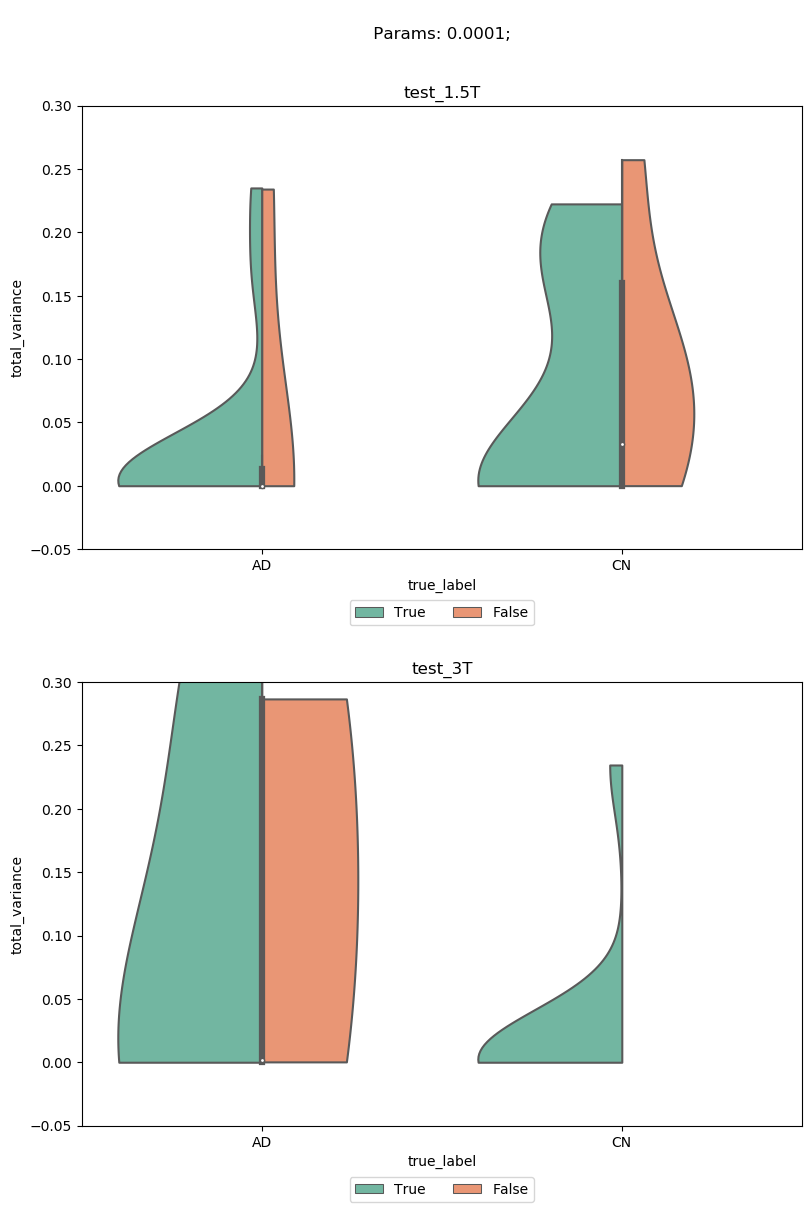 Params: 0.0001;
test_1.5T
0.30
0.25
0.20
0.15
0.10
0.05
0.00
−0.05
total_variance
AD CN
true_label
True False
test_3T
0.30
0.25
0.20
0.15
0.10
0.05
0.00
−0.05
total_variance
AD CN
true_label
True False